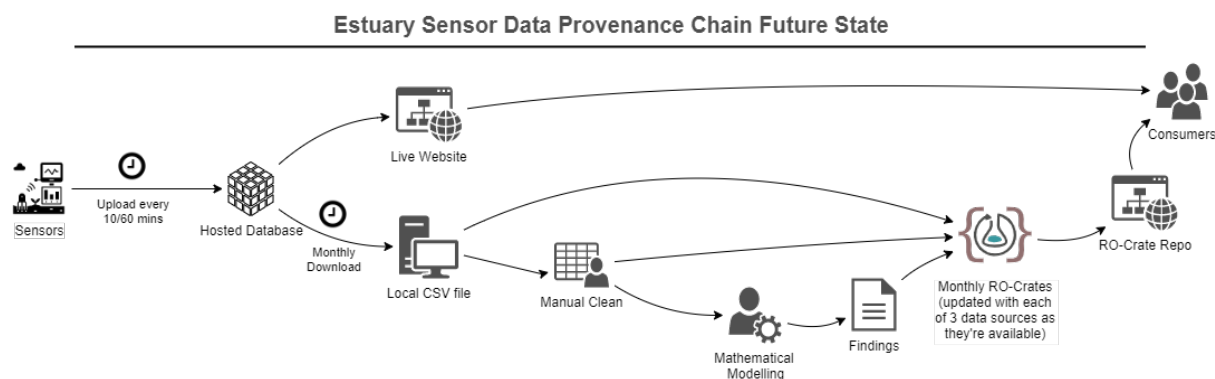 Estuary Sensor Data Provenance Chain Future State
Live Website
Consumers
Sensors
Upload every
10/60 mins
Hosted Database
Monthly
Download
Local CSV file
Manual Clean
Mathematical
Modelling
Findings
Monthly RO-Crates
(updated with each
of 3 data sources as
they're available)
RO-Crate Repo